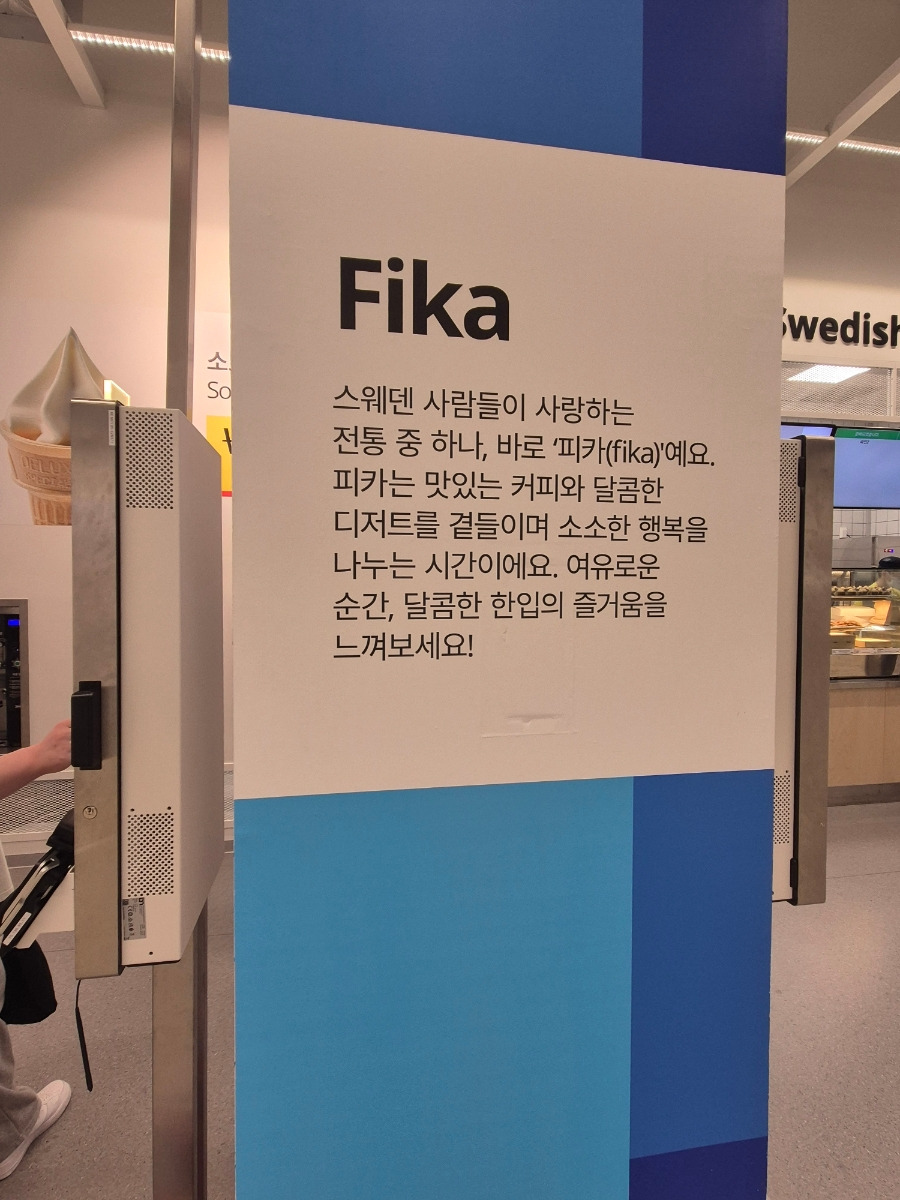 Fika
스웨덴 사람들이 사랑하는
전통 중 하나, 바로 ‘피카(fika)'예요.
피카는 맛있는 커피와 달콤한
디저트를 곁들이며 소소한 행복을
나누는 시간이에요. 여유로운
순간, 달콤한 한입의 즐거움을
느껴보세요!
Swedish